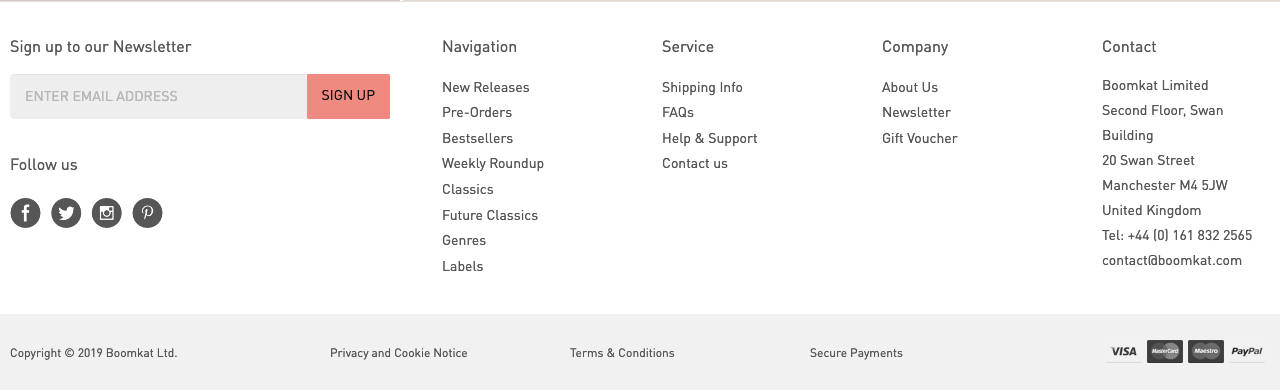 Sign up to our Newsletter
ENTER EMAIL ADDRESS
SIGN UP
Follow us
Navigation
New Releases
Pre-Orders
Bestsellers
Weekly Roundup
Classics
Future Classics
Genres
Labels
Service
Shipping Info
FAQs
Help & Support
Contact us
Company
About Us
Newsletter
Gift Voucher
Contact
Boomkat Limited
Second Floor, Swan
Building
20 Swan Street
Manchester M4 5JW
United Kingdom
Tel: +44 (0) 161 832 2565
contact@boomkat.com
Copyright © 2019 Boomkat Ltd.
Privacy and Cookie Notice
Terms & Conditions
Secure Payments
VISA
MasterCard
Maestro
PayPal